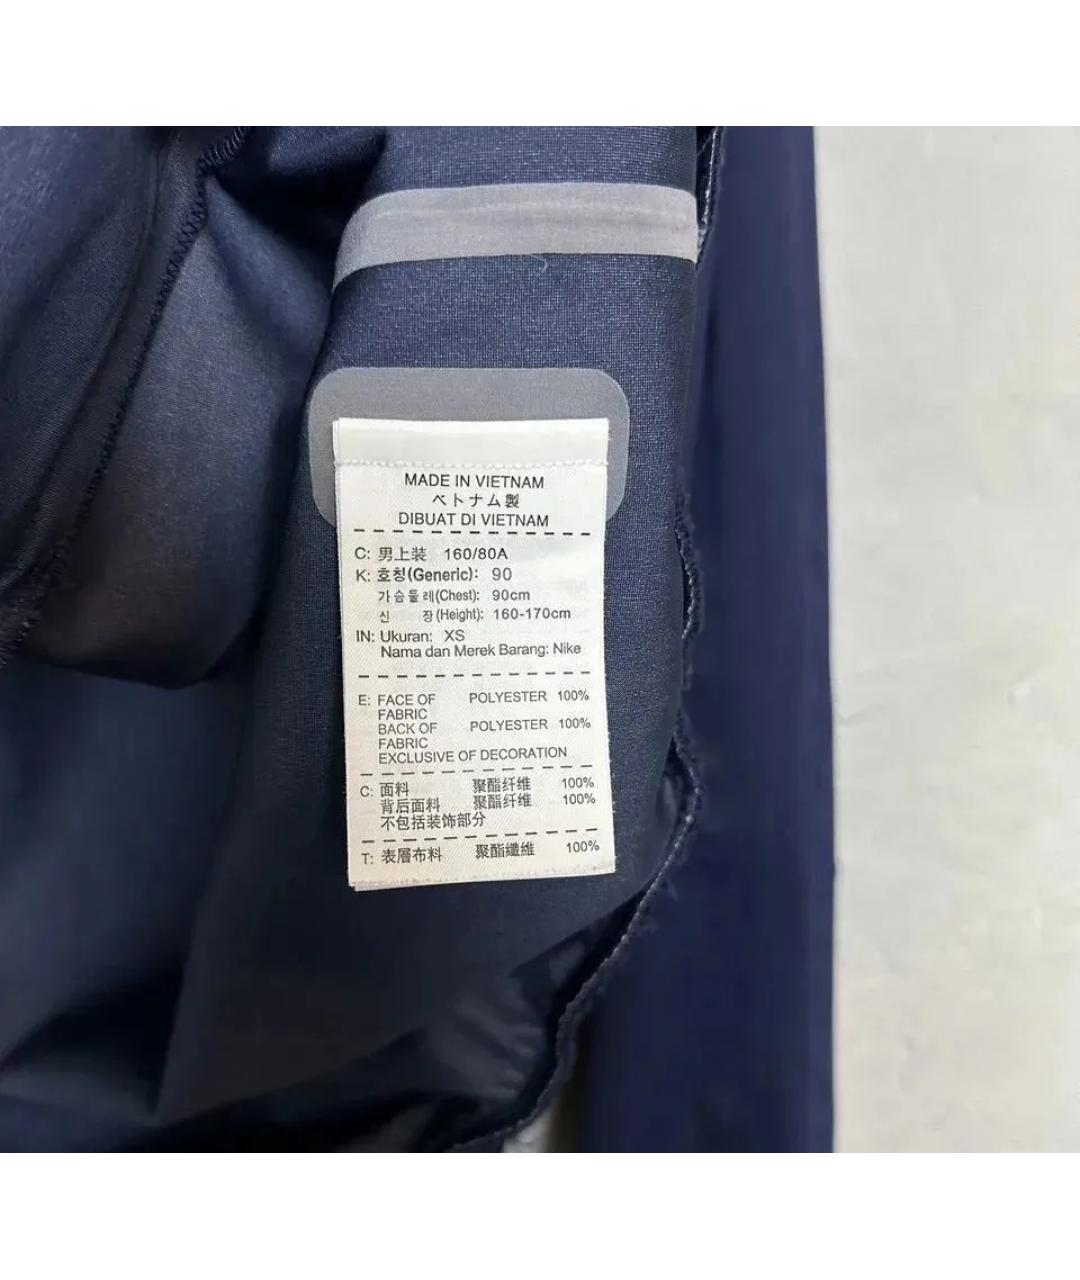 MADE IN VIETNAM
ベトナム製
DIBUAT DI VIETNAM
C: 男上装 160/80A
K: 호칭(Generic): 90
가슴둘레(Chest): 90cm
신 장(Height): 160-170cm
IN: Ukuran: XS
Nama dan Merek Barang: Nike
E: FACE OF POLYESTER 100%
FABRIC
BACK OF POLYESTER 100%
FABRIC
EXCLUSIVE OF DECORATION
C: 面料 聚酯纤维 100%
背后面料 聚酯纤维 100%
不包括装饰部分
T: 表層布料 聚酯纖維 100%